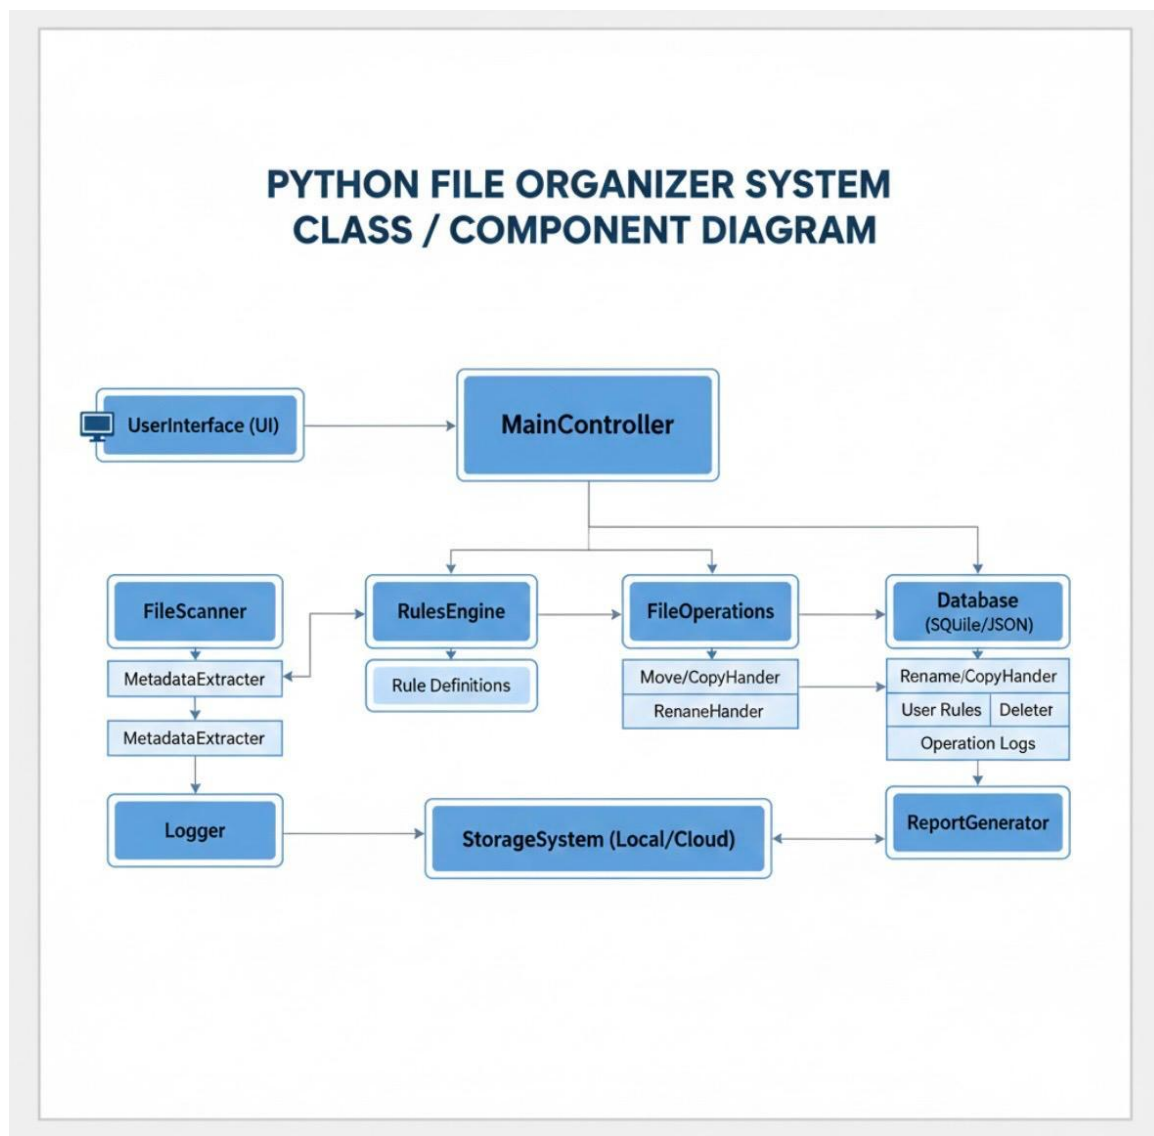 PYTHON FILE ORGANIZER SYSTEM
CLASS / COMPONENT DIAGRAM
UserInterface (UI)
MainController
FileScanner
RulesEngine
FileOperations
Database
(SQUile/JSON)
MetadataExtracter
Rule Definitions
Move/CopyHander
Rename/CopyHander
RenaneHander
User Rules
Deleter
MetadataExtracter
Operation Logs
Logger
StorageSystem (Local/Cloud)
ReportGenerator